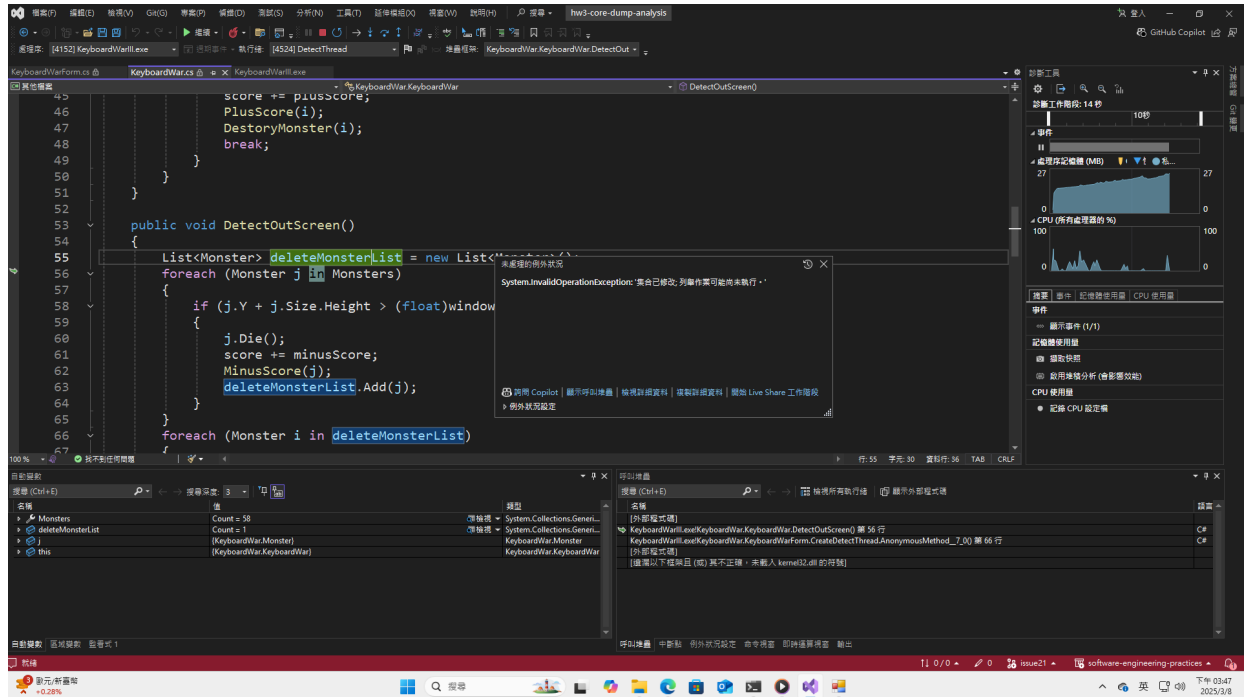 檔案(F) 編輯(E) 檢視(V) Git(G) 專案(P) 偵錯(D) 測試(S) 分析(N) 工具(T) 延伸模組(X) 視窗(W) 說明(H) 搜尋 hw3-core-dump-analysis 登入
繼續 GitHub Copilot
處理序: [4152] KeyboardWarIII.exe 週期事件 執行緒: [4524] DetectThread 堆疊框架: KeyboardWar.KeyboardWar.DetectOut
KeyboardWarForm.cs KeyboardWar.cs KeyboardWarIII.exe
其他檔案 KeyboardWar.KeyboardWar DetectOutScreen()
45 score += plusScore;
46 PlusScore(i);
47 DestoryMonster(i);
48 break;
49 }
50 }
51 }
52
53 public void DetectOutScreen()
54 {
55 List<Monster> deleteMonsterList = new List<Monster>();
56 foreach (Monster j in Monsters)
57 {
58 if (j.Y + j.Size.Height > (float)window
59 {
60 j.Die();
61 score += minusScore;
62 MinusScore(j);
63 deleteMonsterList.Add(j);
64 }
65 }
66 foreach (Monster i in deleteMonsterList)
67 {
未處理的例外狀況
System.InvalidOperationException: '集合已修改; 列舉作業可能尚未執行。'
詢問 Copilot | 顯示呼叫堆疊 | 檢視詳細資料 | 複製詳細資料 | 開始 Live Share 工作階段
例外狀況設定
100 % 找不到任何問題 行: 55 字元: 30 資料行: 36 TAB CRLF
診斷工具
診斷工作階段: 14 秒
10秒
事件
處理序記憶體 (MB) 私...
27 27
0 0
CPU (所有處理器的 %)
100 100
0 0
摘要 事件 記憶體使用量 CPU 使用量
事件
顯示事件 (1/1)
記憶體使用量
擷取快照
啟用堆積分析 (會影響效能)
CPU 使用量
記錄 CPU 設定檔
方案總管
Git 變更
自動變數
搜尋 (Ctrl+E) 搜尋深度: 3
名稱 值 類型
Monsters Count = 58 檢視 System.Collections.Generi...
deleteMonsterList Count = 1 檢視 System.Collections.Generi...
j {KeyboardWar.Monster} KeyboardWar.Monster
this {KeyboardWar.KeyboardWar} KeyboardWar.KeyboardWar
自動變數 區域變數 監看式 1
呼叫堆疊
搜尋 (Ctrl+E) 檢視所有執行緒 顯示外部程式碼
名稱 語言
[外部程式碼]
KeyboardWarIII.exe!KeyboardWar.KeyboardWar.DetectOutScreen() 第 56 行 C#
KeyboardWarIII.exe!KeyboardWar.KeyboardWarForm.CreateDetectThread.AnonymousMethod__7_0() 第 66 行 C#
[外部程式碼]
[遺漏以下框架且 (或) 其不正確，未載入 kernel32.dll 的符號]
呼叫堆疊 中斷點 例外狀況設定 命令視窗 即時運算視窗 輸出
就緒 0 / 0 0 issue21 software-engineering-practices
歐元/新臺幣
+0.28%
搜尋
英
下午 03:47
2025/3/8